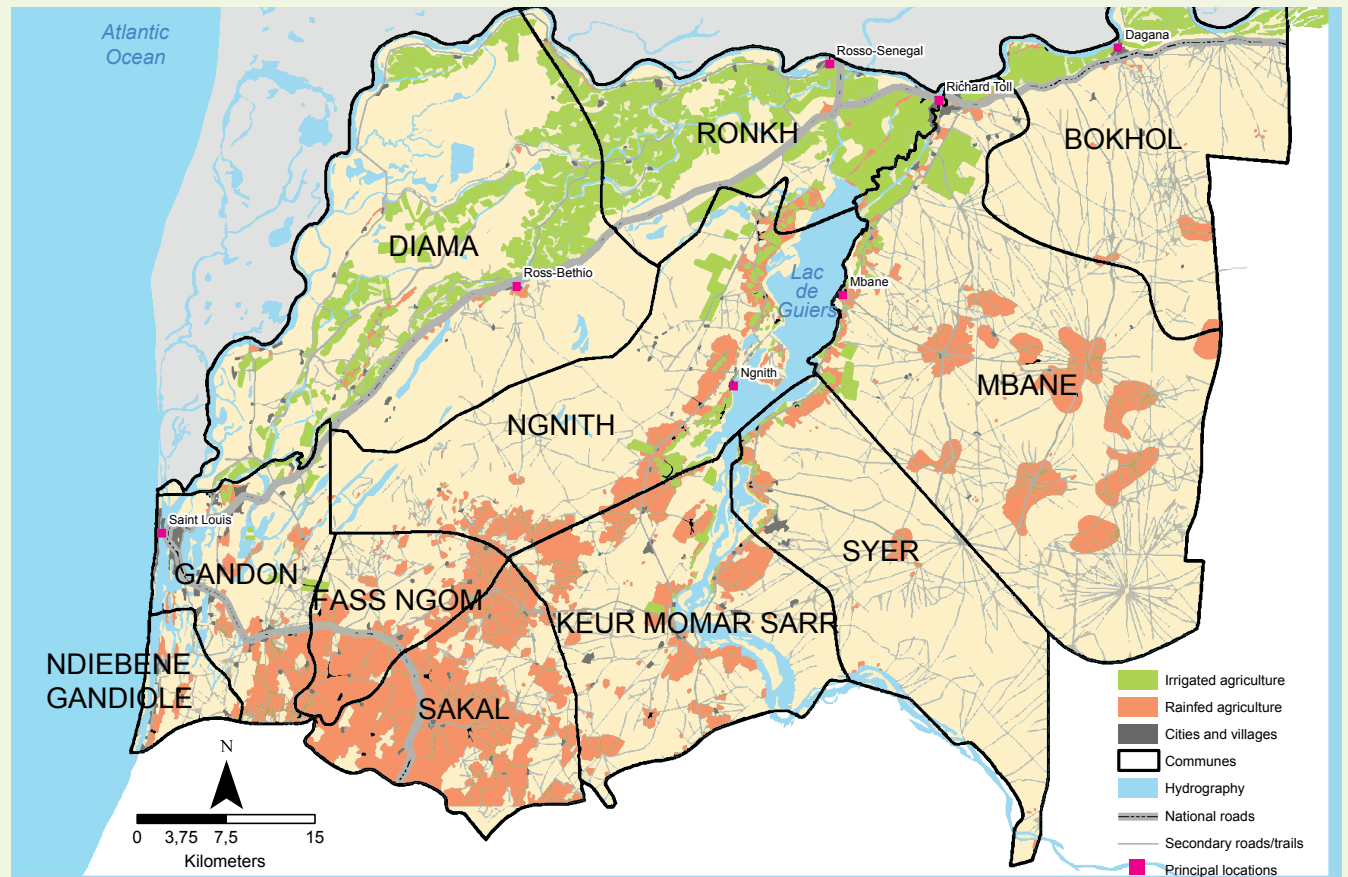 Atlantic
Ocean
Dagana
Rosso-Senegal
Richard Toll
RONKH
BOKHOL
DIAMA
Ross-Bethio
Lac
de
Guiers
Mbane
Ngnith
MBANE
NGNITH
Saint Louis
SYER
GANDON
FASS NGOM
KEUR MOMAR SARR
NDIEBENE
GANDIOLE
SAKAL
Irrigated agriculture
Rainfed agriculture
Cities and villages
Communes
Hydrography
National roads
Secondary roads/trails
Principal locations
N
0 3,75 7,5 15
Kilometers